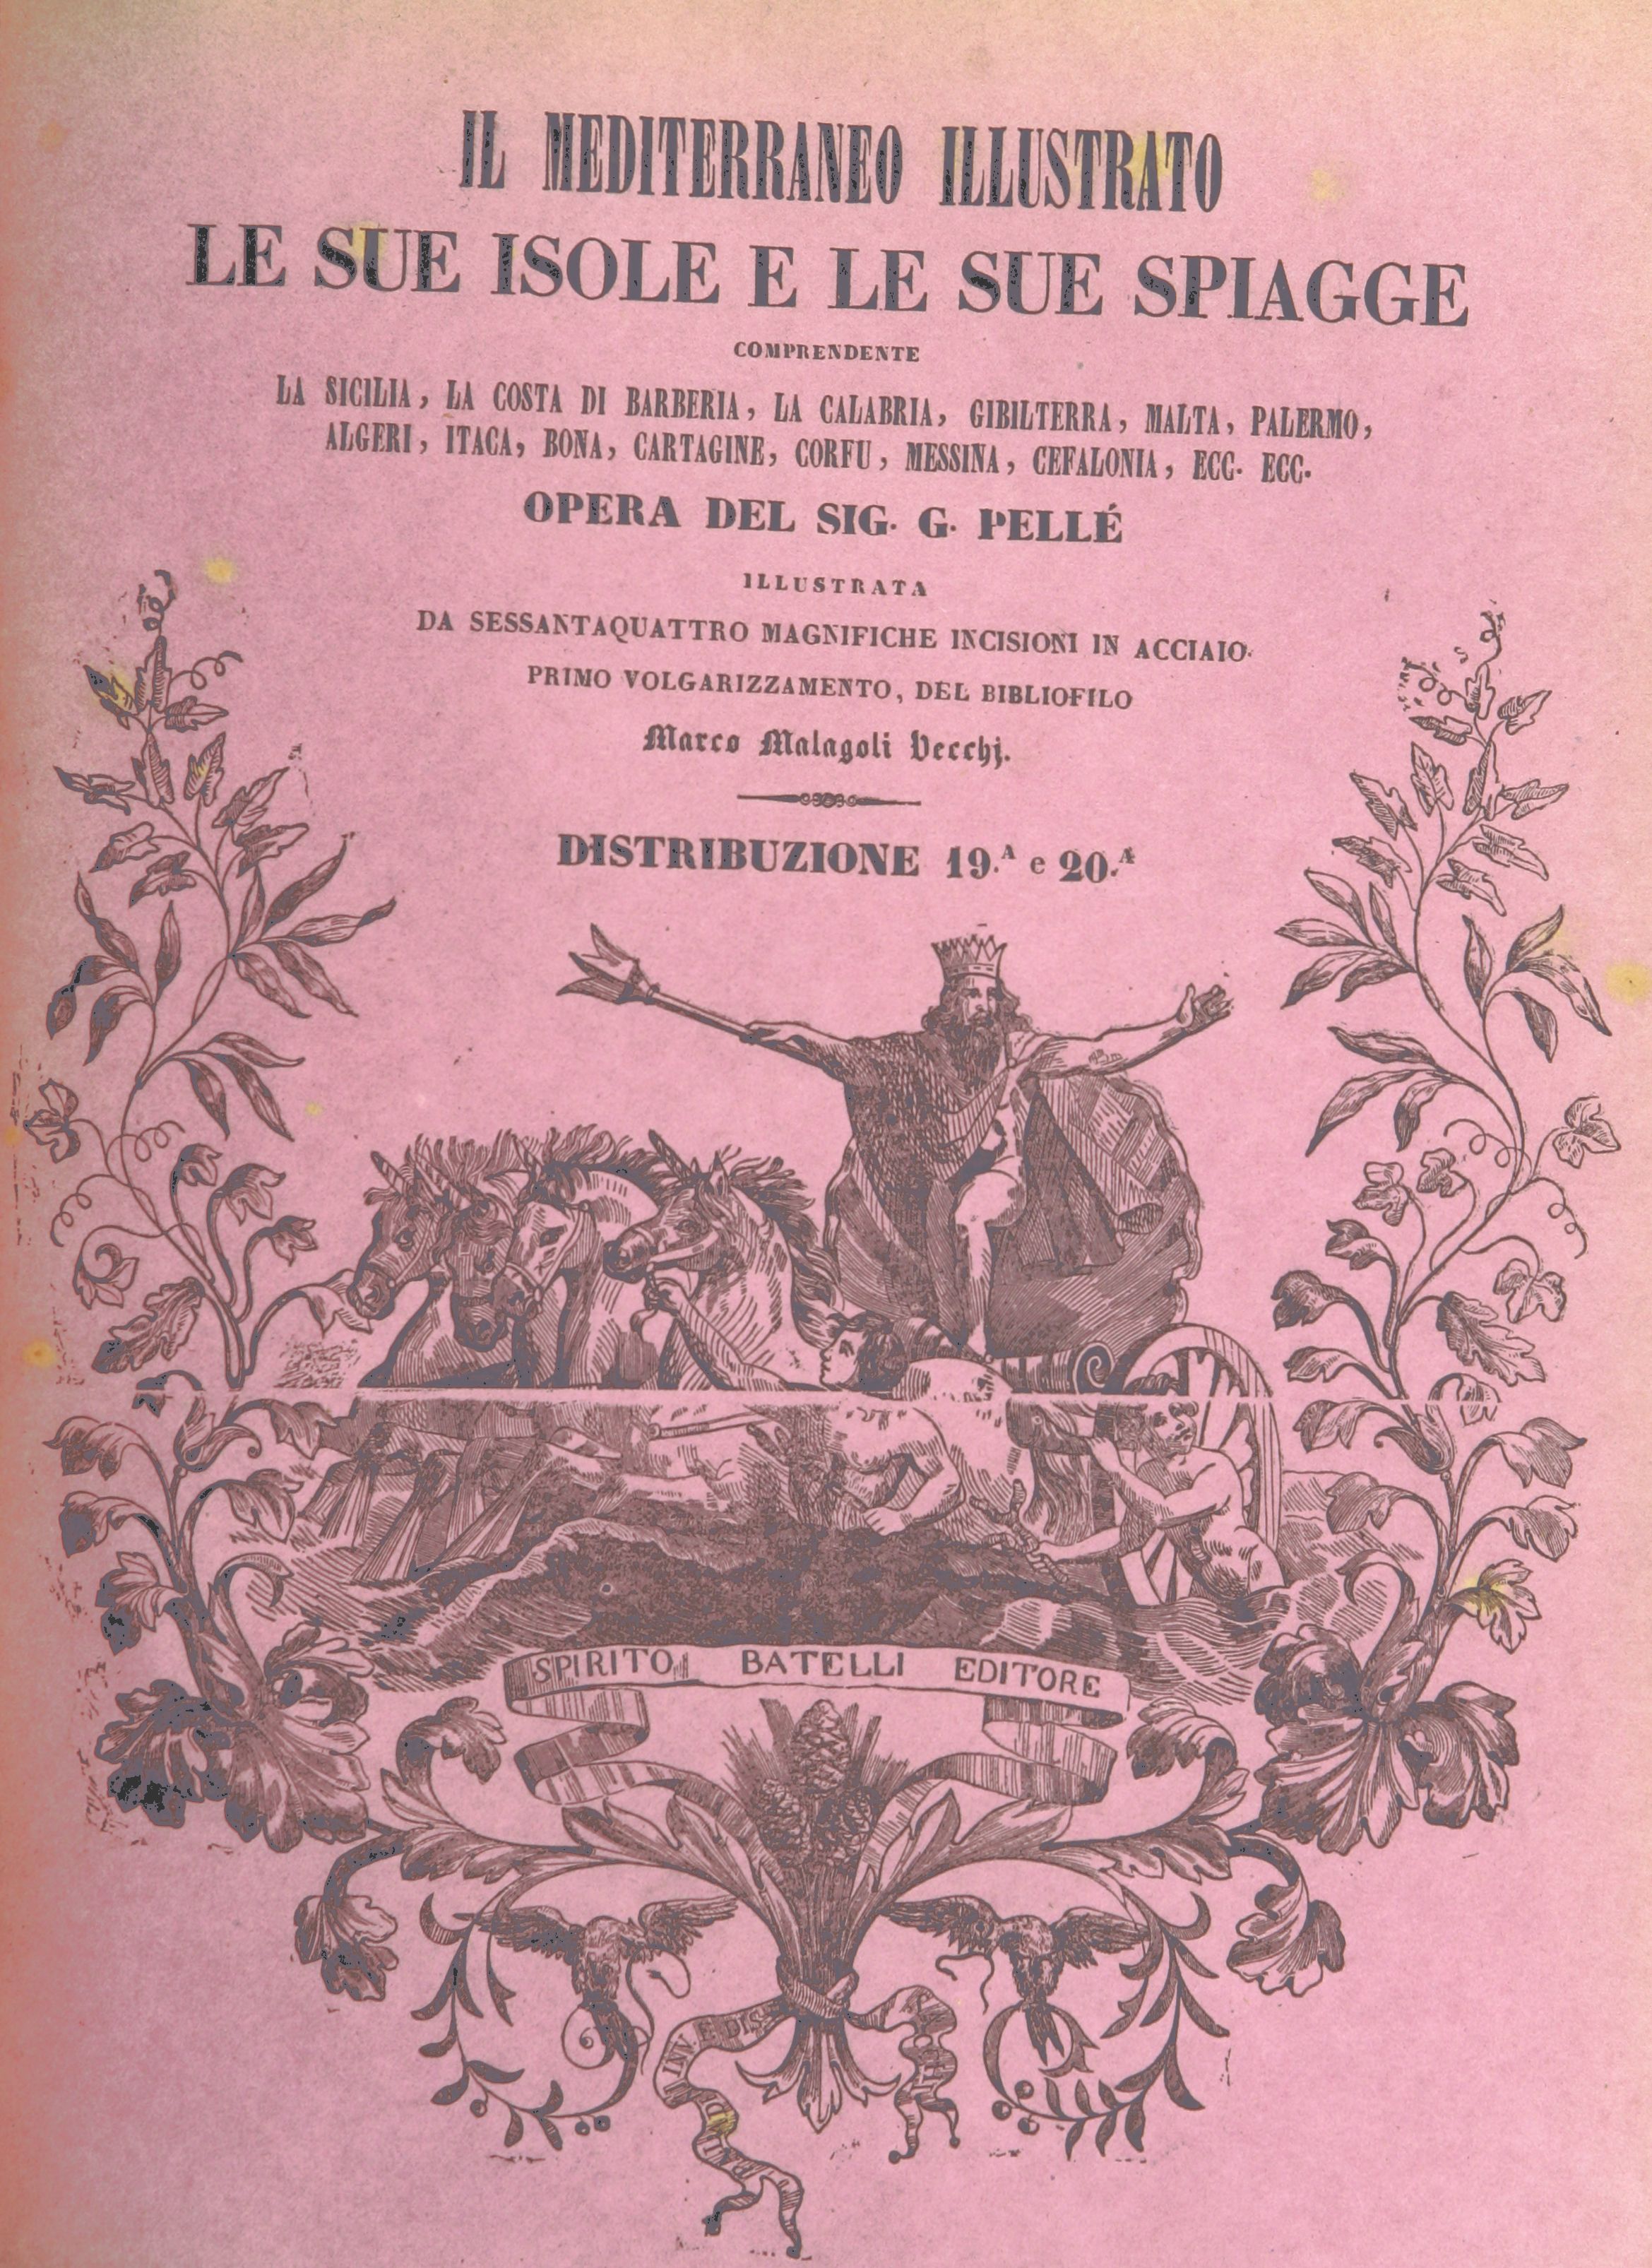 IL MEDITERRANEO ILLUSTRATO
LE SUE ISOLE E LE SUE SPIAGGE
COMPRENDENTE
LA SICILIA, LA COSTA DI BARBERIA, LA CALABRIA, GIBILTERRA, MALTA, PALERMO,
ALGERI, ITACA, BONA, CARTAGINE, CORFU, MESSINA, CEFALONIA, ECC. ECC.
OPERA DEL SIG. G. PELLÉ
ILLUSTRATA
DA SESSANTAQUATTRO MAGNIFICHE INCISIONI IN ACCIAIO.
PRIMO VOLGARIZZAMENTO, DEL BIBLIOFILO
Marco Malagoli Vecchj.
DISTRIBUZIONE 19.A e 20.A
SPIRITO BATELLI EDITORE
INV. E DIS.